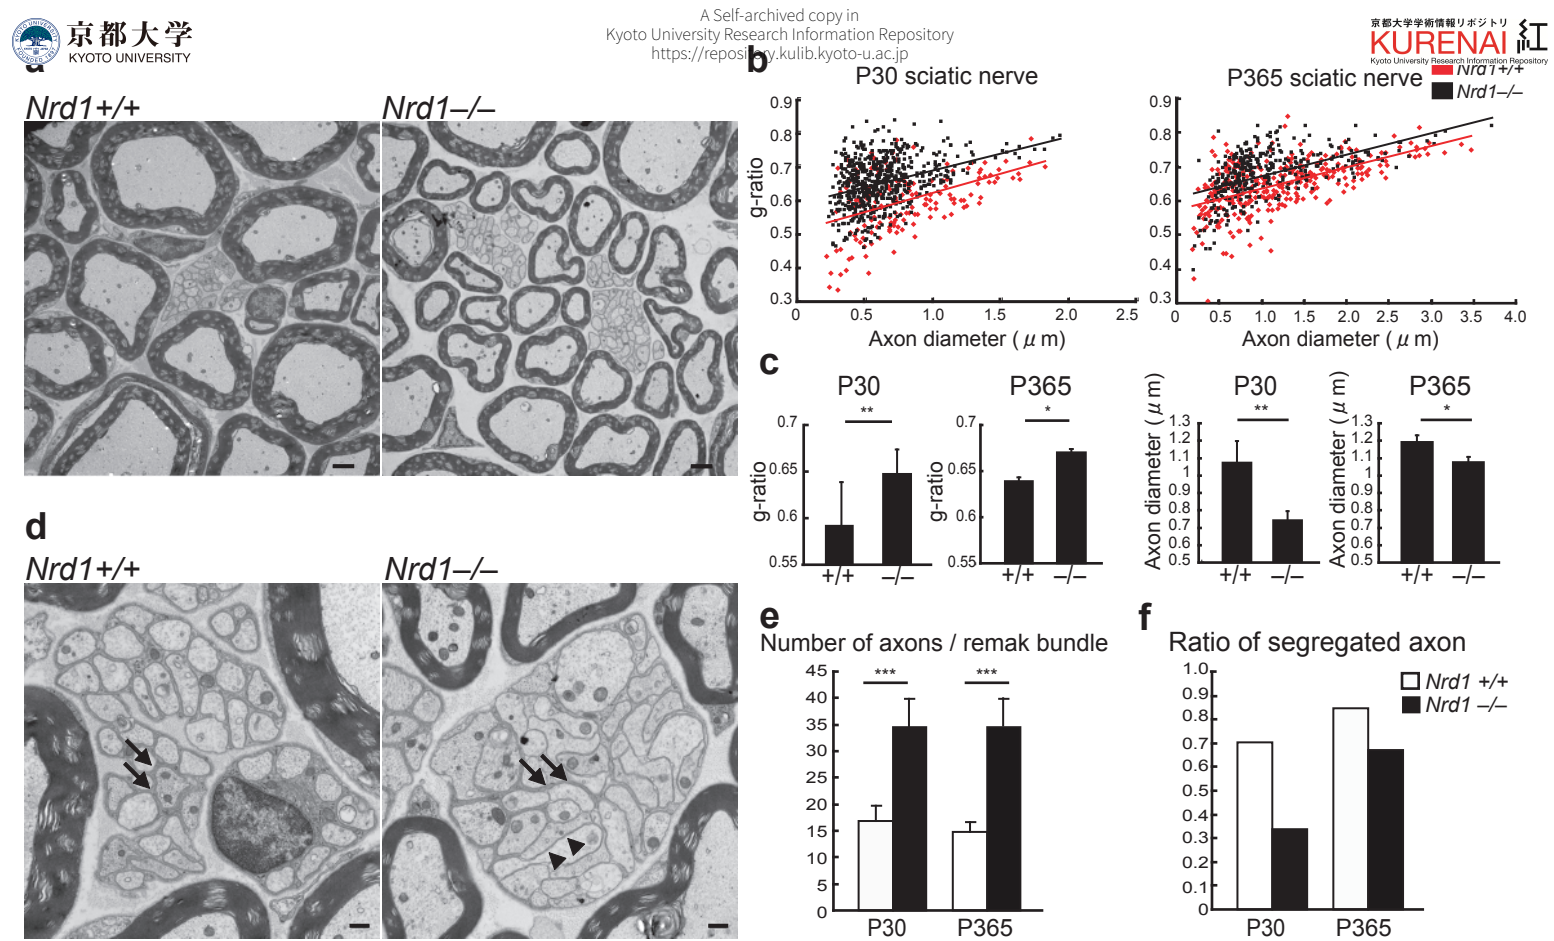 京都大学
KYOTO UNIVERSITY
A Self-archived copy in
Kyoto University Research Information Repository
https://repository.kulib.kyoto-u.ac.jp
京都大学学術情報リポジトリ
KURENAI 紅
Kyoto University Research Information Repository
a
Nrd1+/+
Nrd1–/–
b
P30 sciatic nerve
0.9
0.8
0.7
0.6
0.5
0.4
0.3
g-ratio
0 0.5 1.0 1.5 2.0 2.5
Axon diameter ( μ m)
P365 sciatic nerve
Nrd1+/+
Nrd1–/–
0.9
0.8
0.7
0.6
0.5
0.4
0.3
0 0.5 1.0 1.5 2.0 2.5 3.0 3.5 4.0
Axon diameter ( μ m)
c
P30
**
0.7
0.65
0.6
0.55
g-ratio
+/+ –/–
P365
*
0.7
0.65
0.6
0.55
g-ratio
+/+ –/–
P30
**
Axon diameter ( μ m)
1.3
1.2
1.1
1
0.9
0.8
0.7
0.6
0.5
+/+ –/–
P365
*
Axon diameter ( μ m)
1.3
1.2
1.1
1
0.9
0.8
0.7
0.6
0.5
+/+ –/–
d
Nrd1+/+
Nrd1–/–
e
Number of axons / remak bundle
*** ***
45
40
35
30
25
20
15
10
5
0
P30 P365
f
Ratio of segregated axon
Nrd1 +/+
Nrd1 –/–
1.0
0.9
0.8
0.7
0.6
0.5
0.4
0.3
0.2
0.1
0
P30 P365